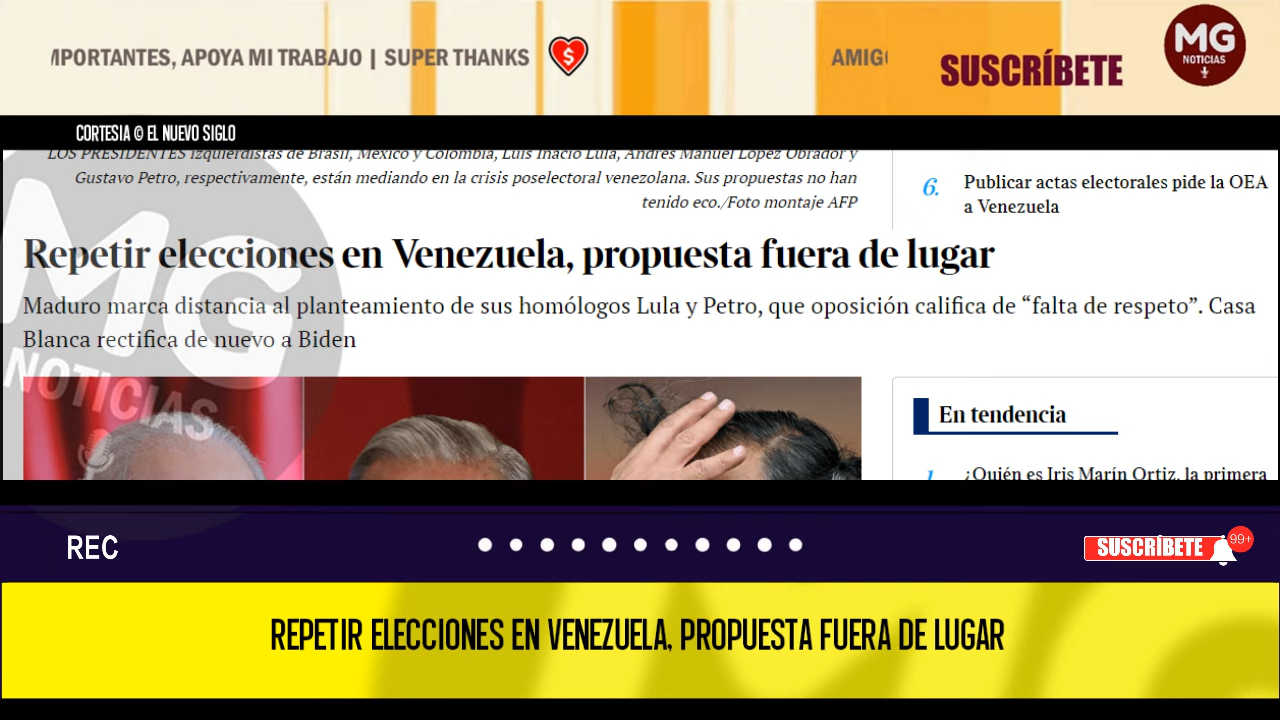 IMPORTANTES, APOYA MI TRABAJO | SUPER THANKS
AMIG
SUSCRÍBETE
MG
NOTICIAS
CORTESIA © EL NUEVO SIGLO
LOS PRESIDENTES izquierdistas de Brasil, México y Colombia, Luis Inácio Lula, Andrés Manuel López Obrador y
Gustavo Petro, respectivamente, están mediando en la crisis poselectoral venezolana. Sus propuestas no han
tenido eco./Foto montaje AFP
6. Publicar actas electorales pide la OEA
a Venezuela
Repetir elecciones en Venezuela, propuesta fuera de lugar
Maduro marca distancia al planteamiento de sus homólogos Lula y Petro, que oposición califica de “falta de respeto”. Casa
Blanca rectifica de nuevo a Biden
MG
NOTICIAS
En tendencia
1. ¿Quién es Iris Marín Ortiz, la primera
REC
SUSCRÍBETE
99+
REPETIR ELECCIONES EN VENEZUELA, PROPUESTA FUERA DE LUGAR